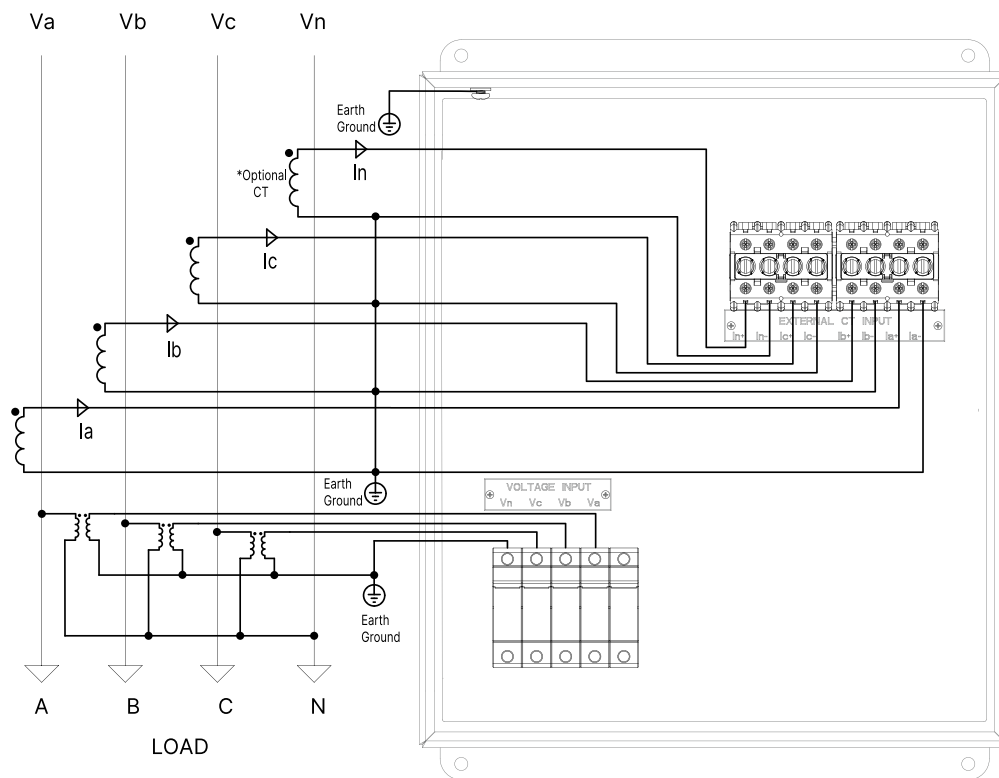 Va Vb Vc Vn
Earth
Ground
*Optional
CT
In
Ic
EXTERNAL CT INPUT
In+ In- Ic+ Ic- Ib+ Ib- Ia+ Ia-
Ib
Ia
Earth
Ground
VOLTAGE INPUT
Vn Vc Vb Va
Earth
Ground
A B C N
LOAD